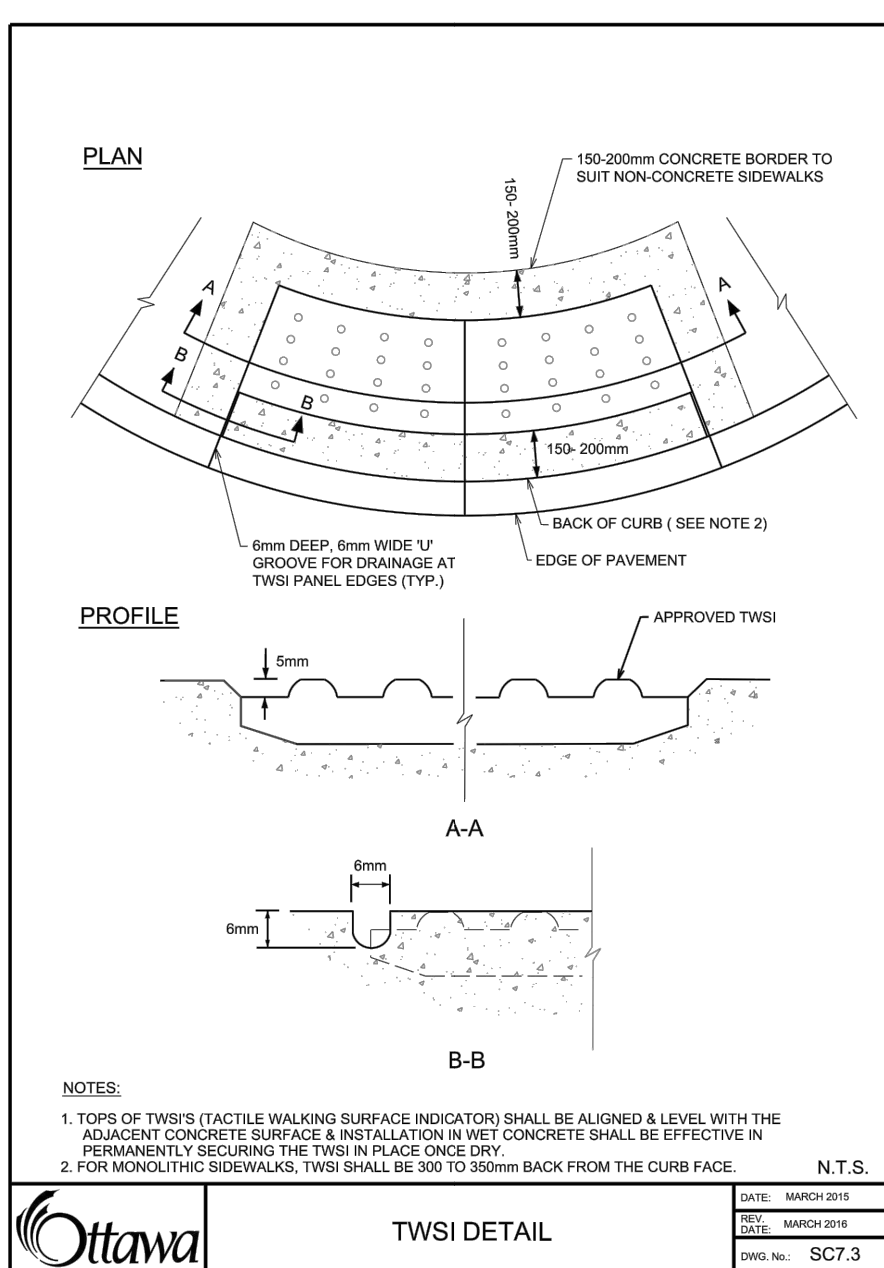 PLAN
150-200mm CONCRETE BORDER TO
SUIT NON-CONCRETE SIDEWALKS
150- 200mm
A
A
B
B
150- 200mm
BACK OF CURB ( SEE NOTE 2)
6mm DEEP, 6mm WIDE 'U'
GROOVE FOR DRAINAGE AT
TWSI PANEL EDGES (TYP.)
EDGE OF PAVEMENT
PROFILE
APPROVED TWSI
5mm
A-A
6mm
6mm
B-B
NOTES:
1. TOPS OF TWSI'S (TACTILE WALKING SURFACE INDICATOR) SHALL BE ALIGNED & LEVEL WITH THE
ADJACENT CONCRETE SURFACE & INSTALLATION IN WET CONCRETE SHALL BE EFFECTIVE IN
PERMANENTLY SECURING THE TWSI IN PLACE ONCE DRY.
2. FOR MONOLITHIC SIDEWALKS, TWSI SHALL BE 300 TO 350mm BACK FROM THE CURB FACE.
N.T.S.
Ottawa
TWSI DETAIL
DATE: MARCH 2015
REV. DATE: MARCH 2016
DWG. No.: SC7.3